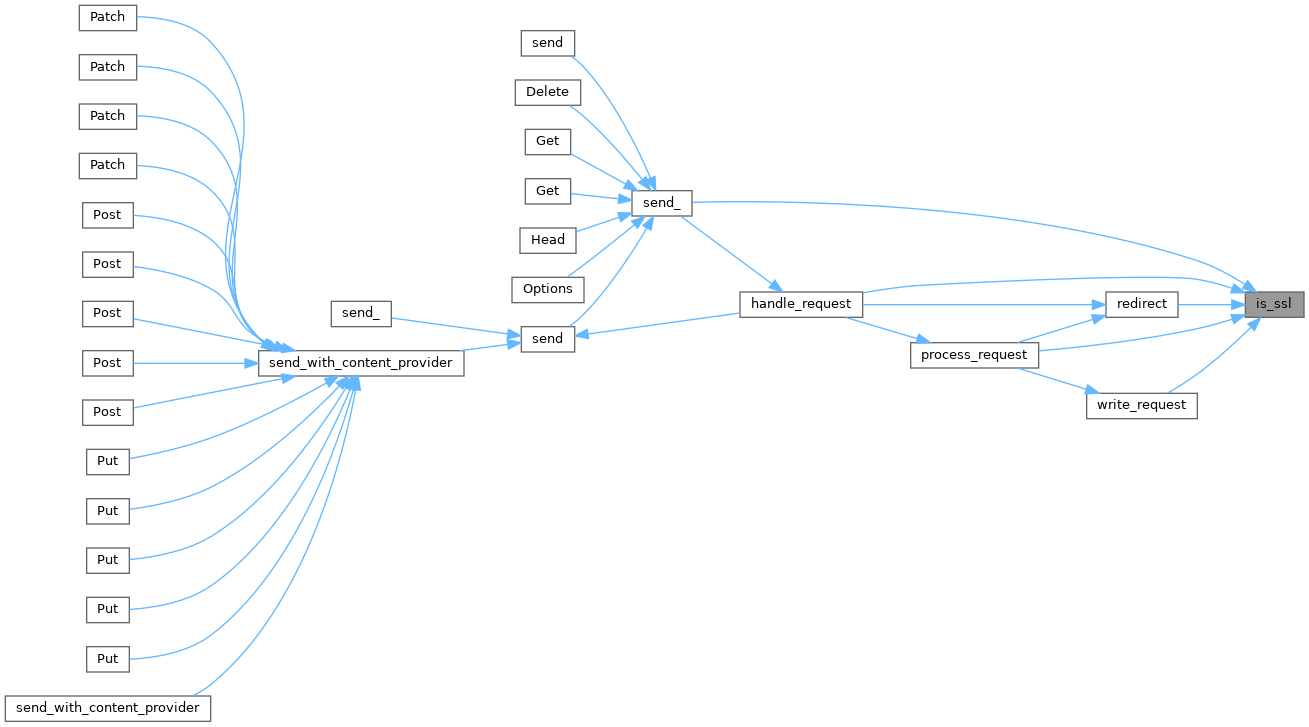 Patch
Patch
Patch
Patch
Post
Post
Post
Post
Post
Put
Put
Put
Put
Put
send_with_content_provider
send_with_content_provider
send_
send
Delete
Get
Get
Head
Options
send
send_
handle_request
process_request
redirect
write_request
is_ssl